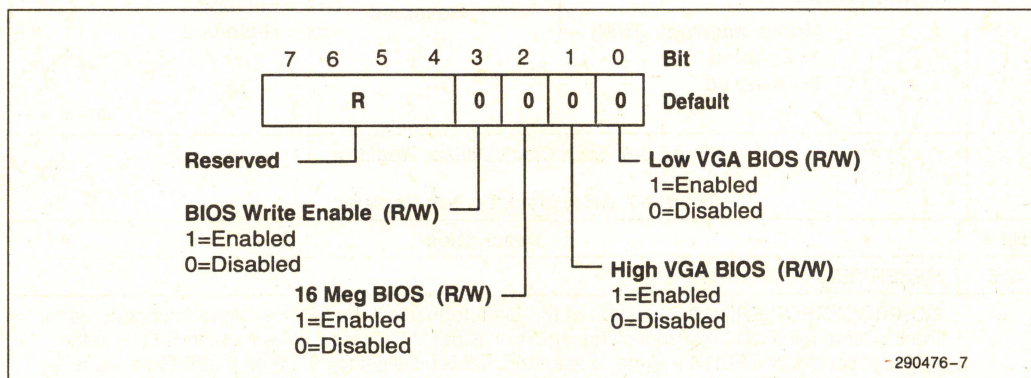 7 6 5 4 3 2 1 0 Bit
R 0 0 0 0 Default
Reserved
Low VGA BIOS (R/W)
1=Enabled
0=Disabled
BIOS Write Enable (R/W)
1=Enabled
0=Disabled
High VGA BIOS (R/W)
1=Enabled
0=Disabled
16 Meg BIOS (R/W)
1=Enabled
0=Disabled
290476-7